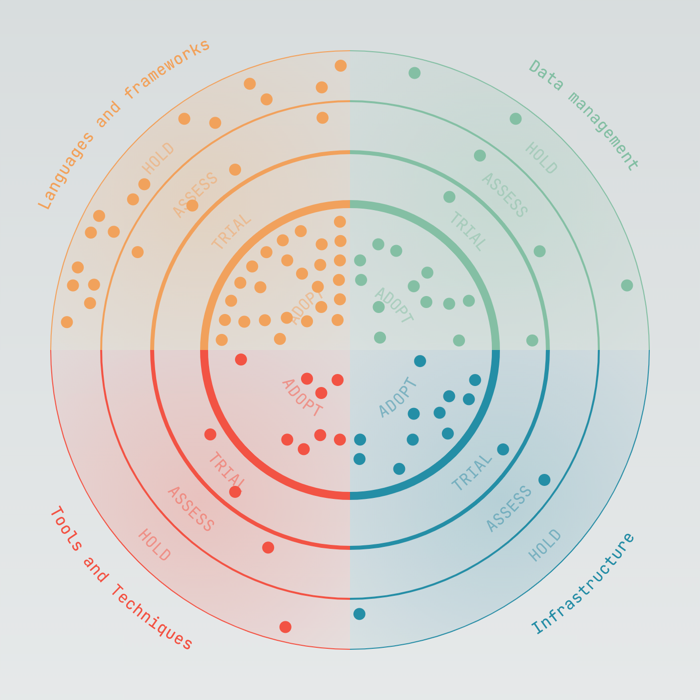 Languages and frameworks
Data management
HOLD
HOLD
ASSESS
ASSESS
TRIAL
TRIAL
ADOPT
ADOPT
ADOPT
ADOPT
TRIAL
TRIAL
ASSESS
ASSESS
HOLD
HOLD
Tools and Techniques
Infrastructure